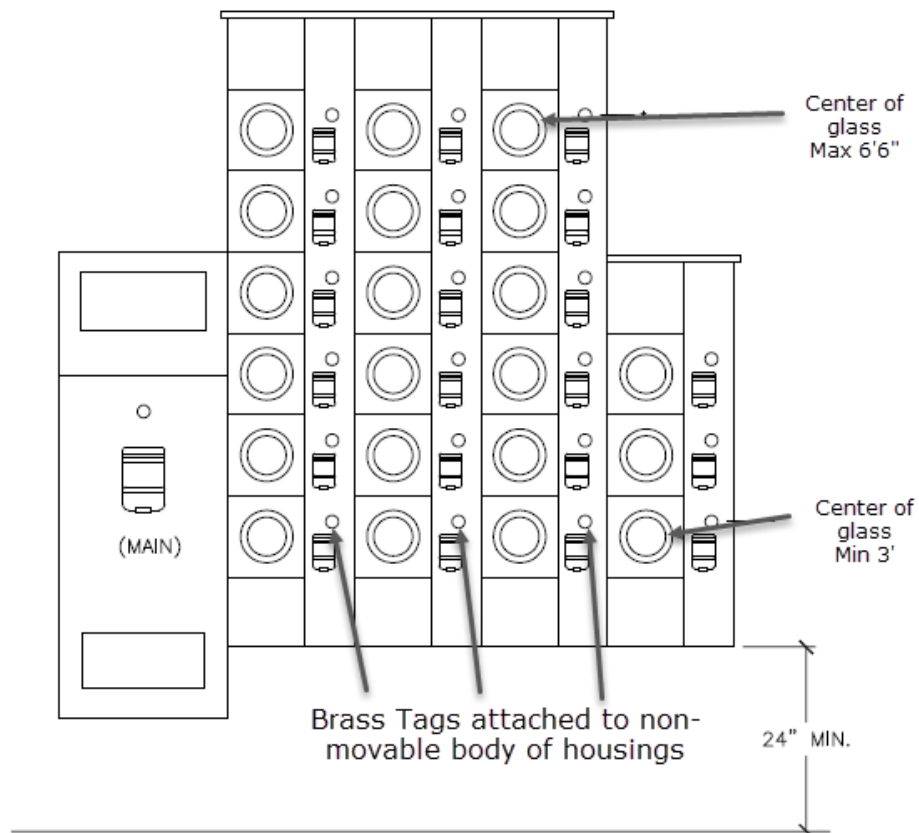 Center of
glass
Max 6'6"
(MAIN)
Center of
glass
Min 3'
Brass Tags attached to non-
movable body of housings
24" MIN.